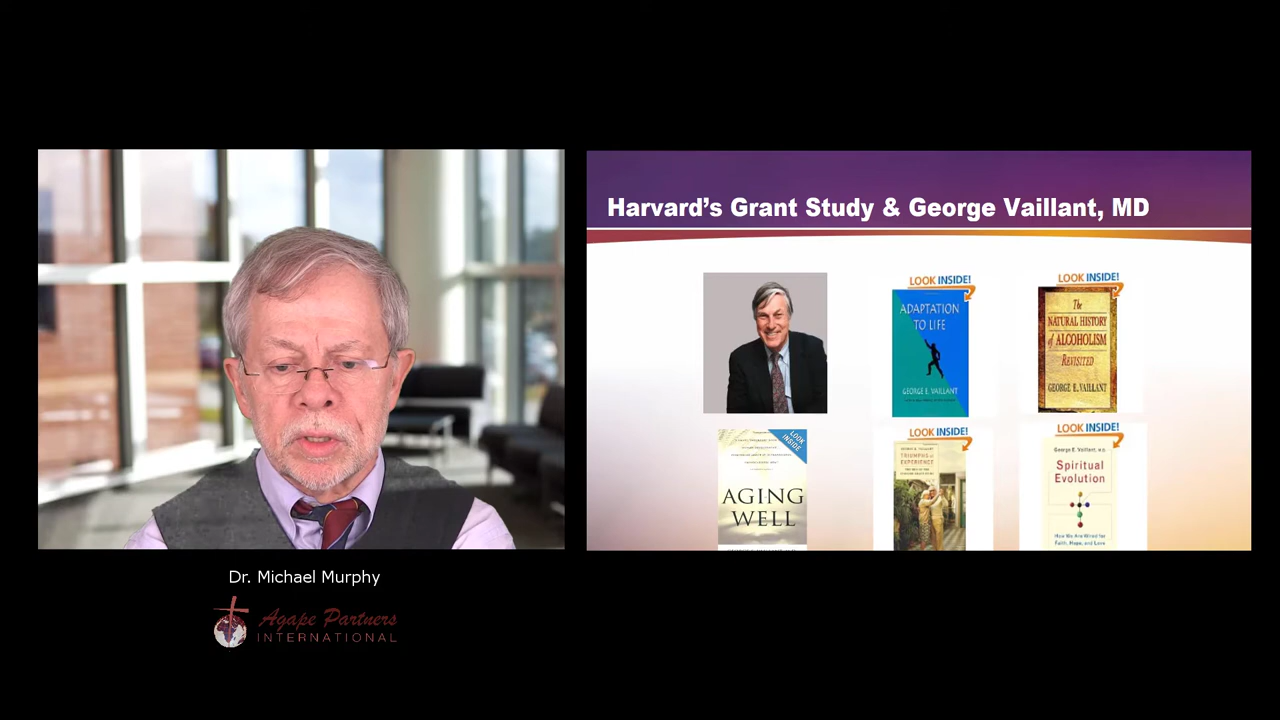 Harvard's Grant Study & George Vaillant, MD
LOOK INSIDE!
ADAPTATION
TO LIFE
GEORGE E. VAILLANT
LOOK INSIDE!
The
NATURAL HISTORY
of ALCOHOLISM
REVISITED
GEORGE E. VAILLANT
LOOK
INSIDE
AGING
WELL
LOOK INSIDE!
GEORGE E. VAILLANT
TRIUMPHS of
EXPERIENCE
LOOK INSIDE!
George E. Vaillant, M.D.
Spiritual
Evolution
How We Are Wired for
Faith, Hope, and Love
Dr. Michael Murphy
Agape Partners
INTERNATIONAL